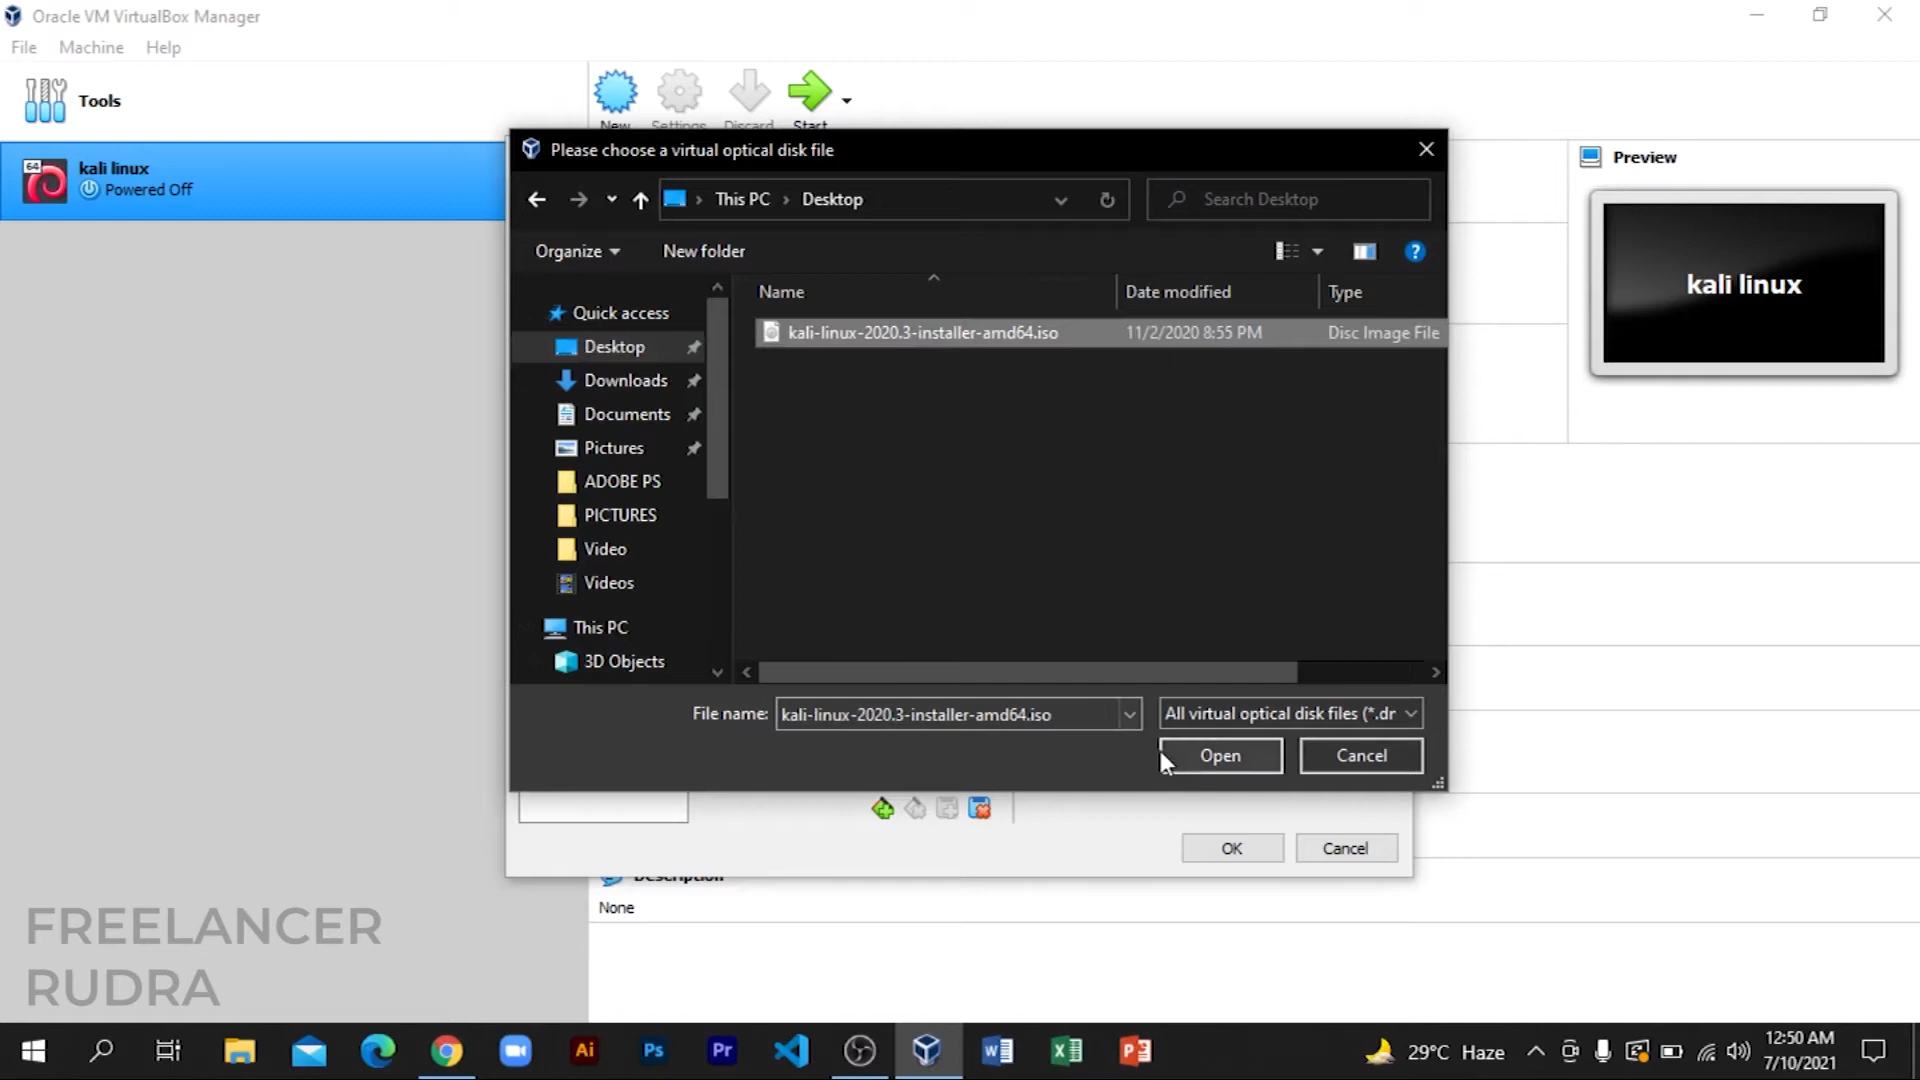 Oracle VM VirtualBox Manager
File Machine Help
Tools
New Settings Discard Start
64
kali linux
Powered Off
Please choose a virtual optical disk file
This PC > Desktop
Search Desktop
Organize New folder
Name Date modified Type
kali-linux-2020.3-installer-amd64.iso 11/2/2020 8:55 PM Disc Image File
Quick access
Desktop
Downloads
Documents
Pictures
ADOBE PS
PICTURES
Video
Videos
This PC
3D Objects
File name: kali-linux-2020.3-installer-amd64.iso All virtual optical disk files (*.dr
Open Cancel
Preview
kali linux
OK Cancel
Description
None
FREELANCER
RUDRA
Ai Ps Pr
29°C Haze
12:50 AM
7/10/2021